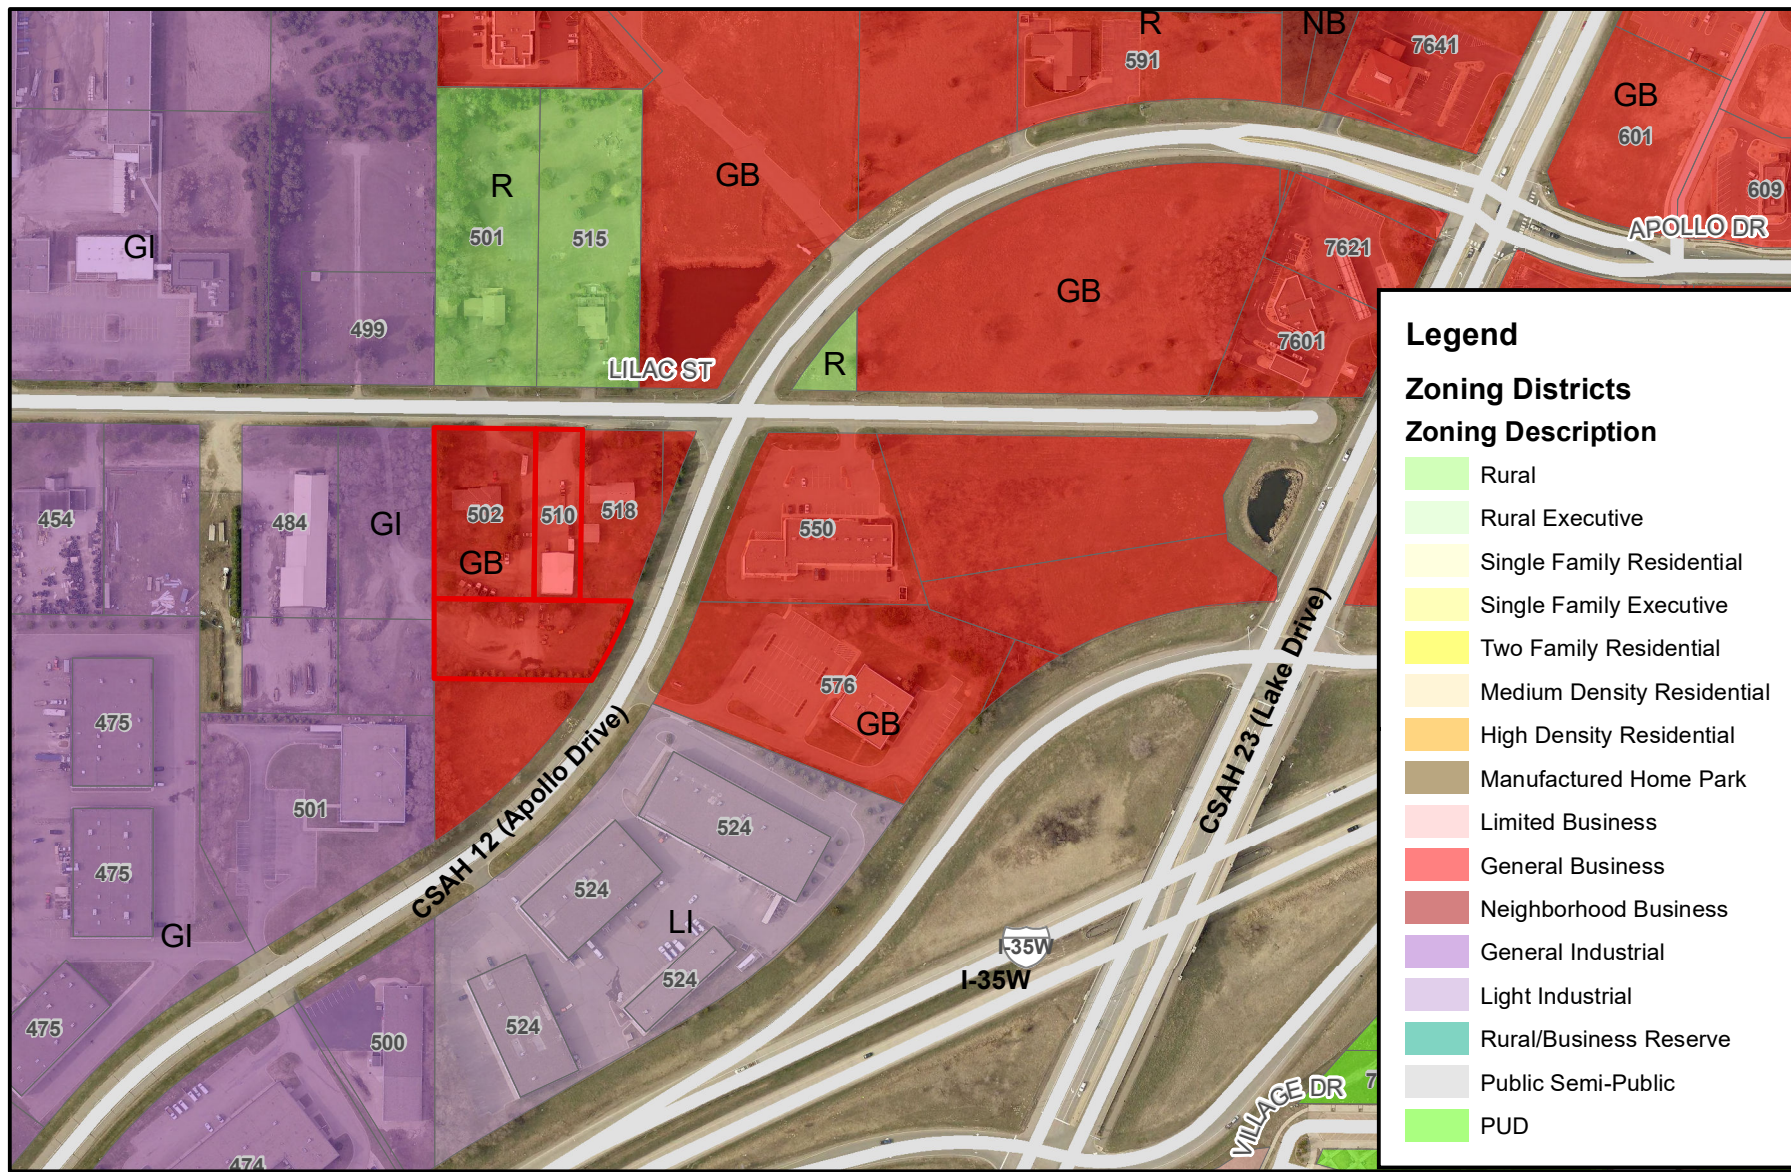 R
NB
591
7641
GB
601
609
APOLLO DR
R
501
515
GB
GI
499
LILAC ST
R
GB
7621
7601
454
484
GI
502
510
518
GB
550
576
GB
475
475
501
GI
475
500
474
CSAH 12 (Apollo Drive)
524
524
LI
524
524
CSAH 23 (Lake Drive)
I-35W
I-35W
VILLAGE DR
7
Legend
Zoning Districts
Zoning Description
Rural
Rural Executive
Single Family Residential
Single Family Executive
Two Family Residential
Medium Density Residential
High Density Residential
Manufactured Home Park
Limited Business
General Business
Neighborhood Business
General Industrial
Light Industrial
Rural/Business Reserve
Public Semi-Public
PUD